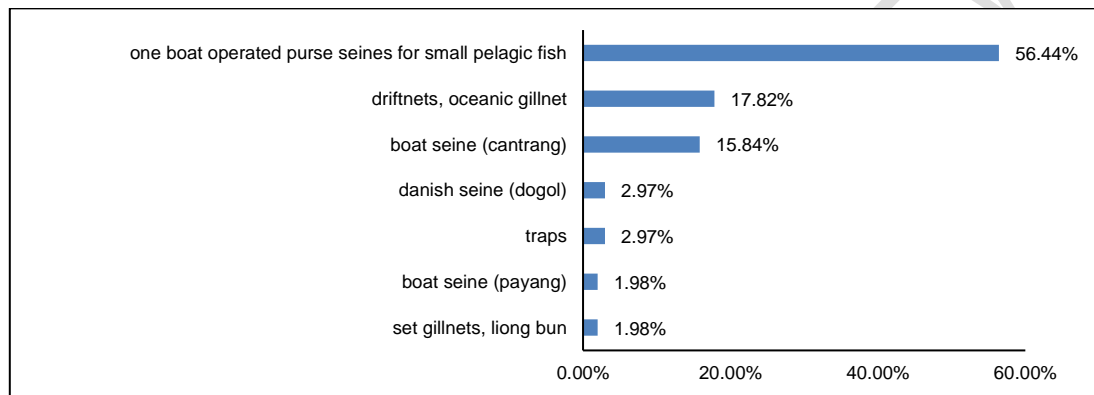 one boat operated purse seines for small pelagic fish 56.44%
driftnets, oceanic gillnet 17.82%
boat seine (cantrang) 15.84%
danish seine (dogol) 2.97%
traps 2.97%
boat seine (payang) 1.98%
set gillnets, liong bun 1.98%
0.00% 20.00% 40.00% 60.00%